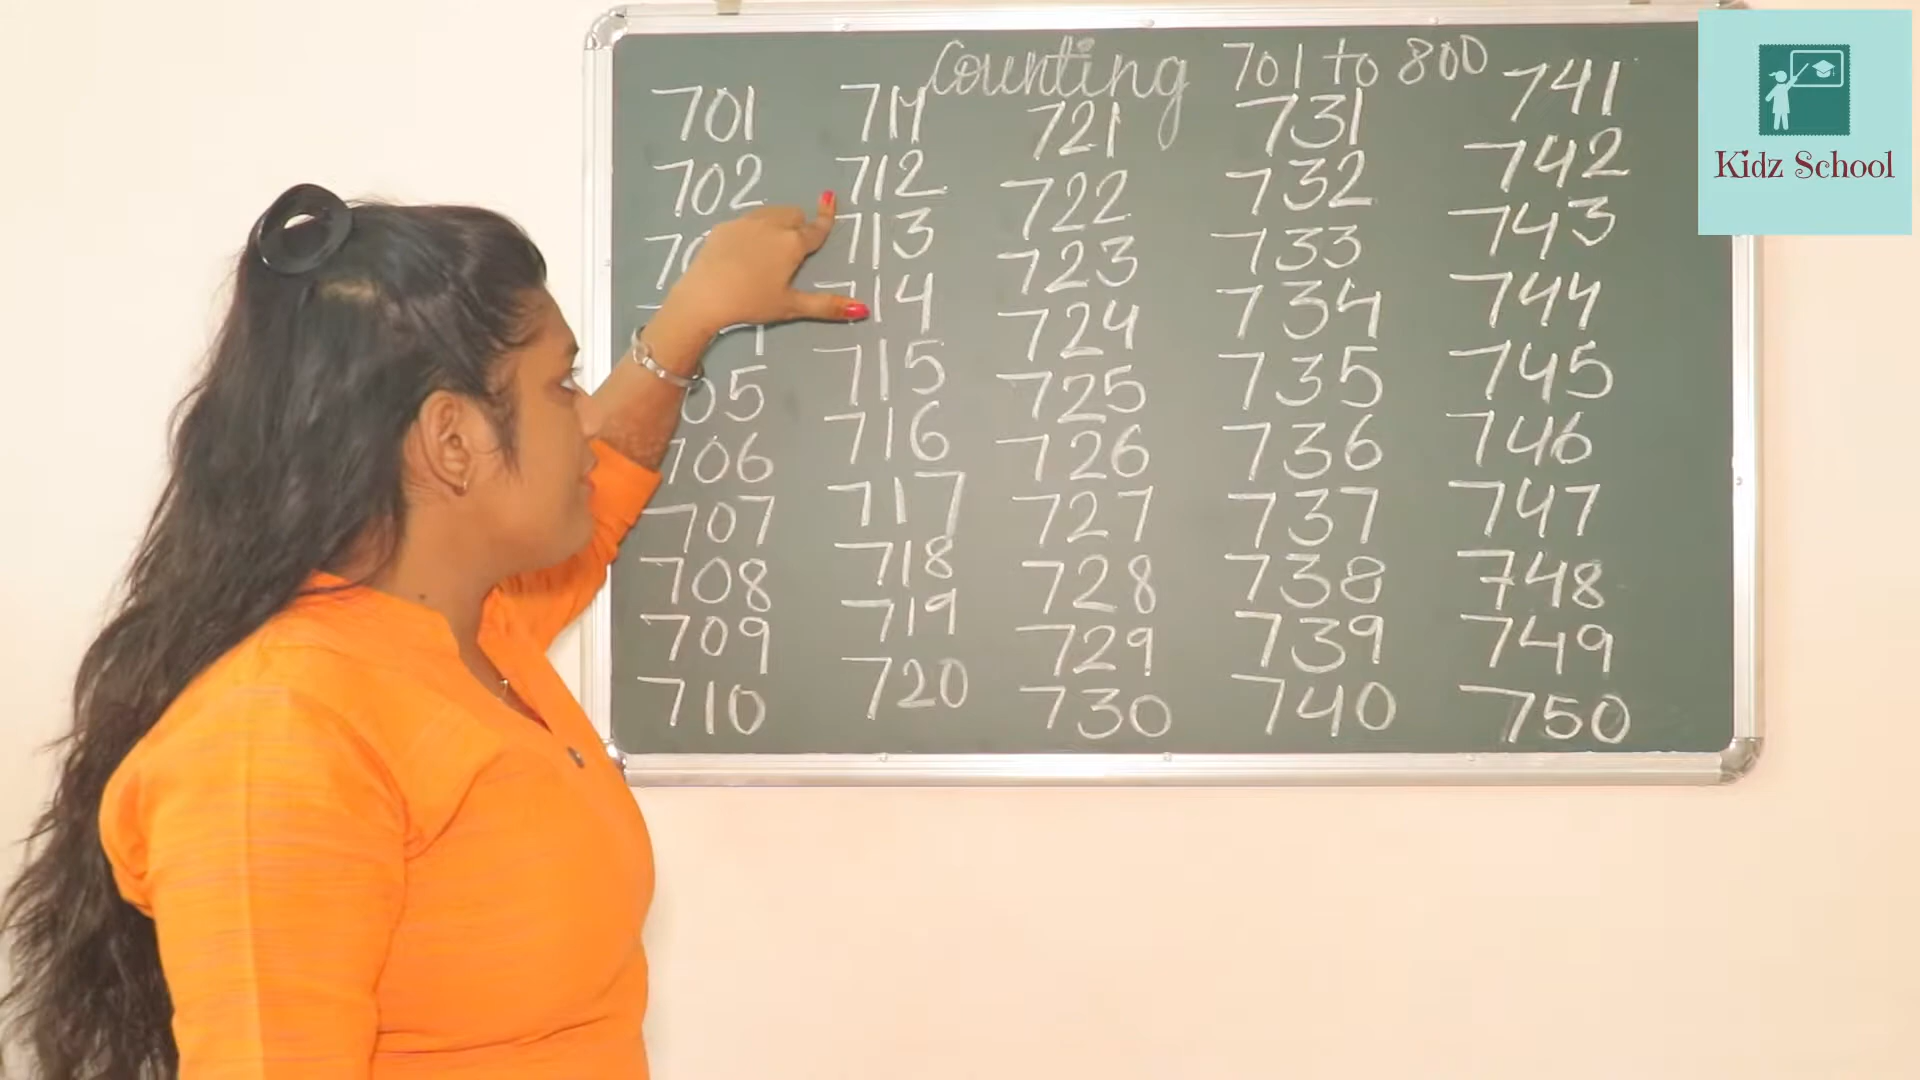 Counting 701 to 800
701 711 721 731 741
702 712 722 732 742
713 723 733 743
714 724 734 744
05 715 725 735 745
706 716 726 736 746
707 717 727 737 747
708 718 728 738 748
709 719 729 739 749
710 720 730 740 750
Kidz School